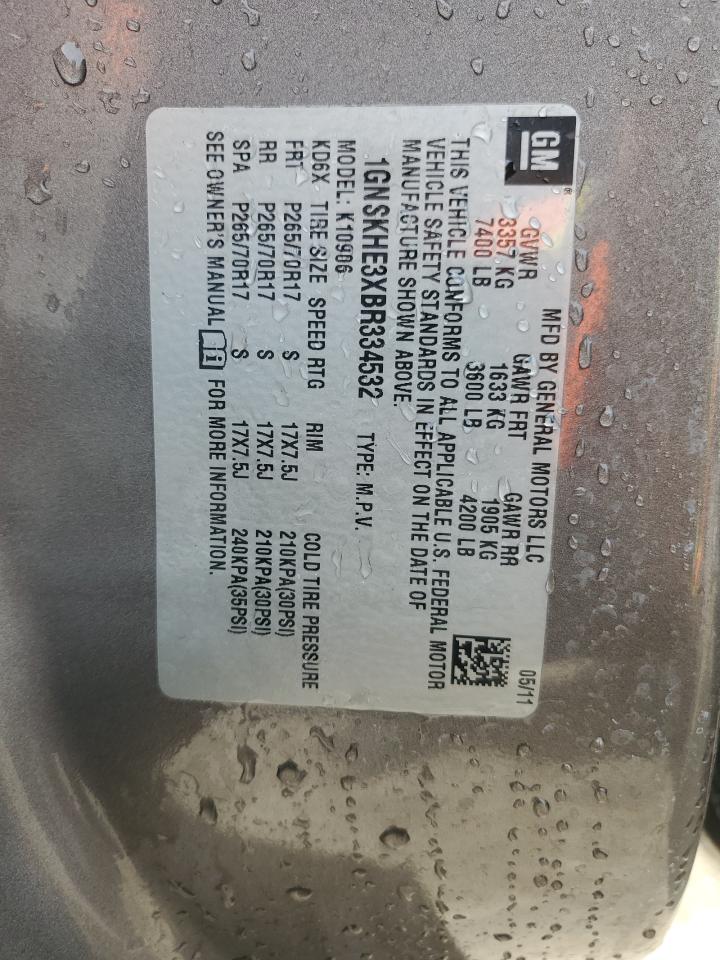 GM
®
MFD BY GENERAL MOTORS LLC 05/11
GVWR GAWR FRT GAWR RR
3357 KG 1633 KG 1905 KG
7400 LB 3600 LB 4200 LB
THIS VEHICLE CONFORMS TO ALL APPLICABLE U.S. FEDERAL MOTOR
VEHICLE SAFETY STANDARDS IN EFFECT ON THE DATE OF
MANUFACTURE SHOWN ABOVE.
1GNSKHE3XBR334532 TYPE: M.P.V.
MODEL: K10906
KD6X TIRE SIZE SPEED RTG RIM COLD TIRE PRESSURE
FRT P265/70R17 S 17X7.5J 210KPA(30PSI)
RR P265/70R17 S 17X7.5J 210KPA(30PSI)
SPA P265/70R17 S 17X7.5J 240KPA(35PSI)
SEE OWNER'S MANUAL FOR MORE INFORMATION.